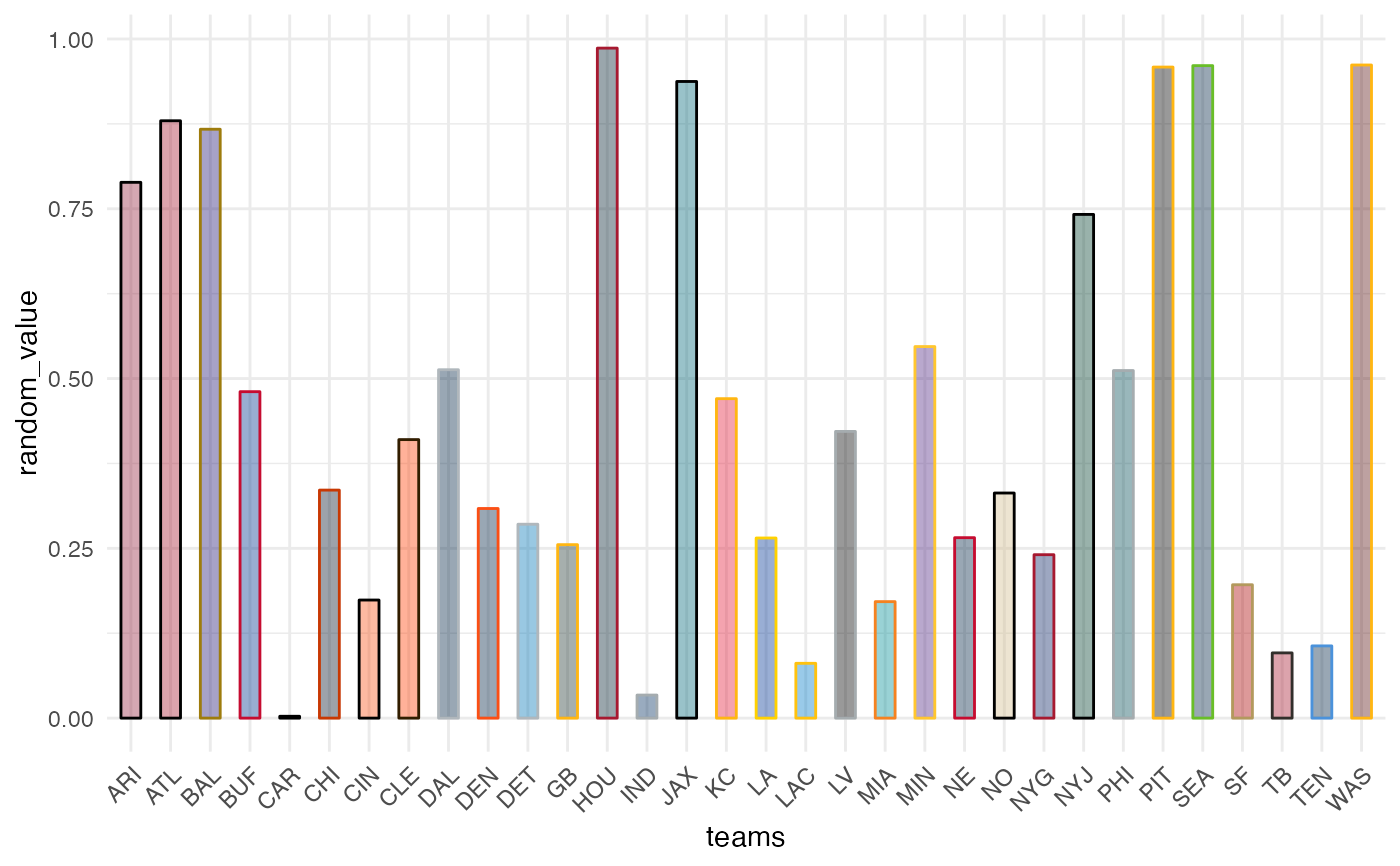 random_value
1.00
0.75
0.50
0.25
0.00
ARI ATL BAL BUF CAR CHI CIN CLE DAL DEN DET GB HOU IND JAX KC LA LAC LV MIA MIN NE NO NYG NYJ PHI PIT SEA SF TB TEN WAS
teams